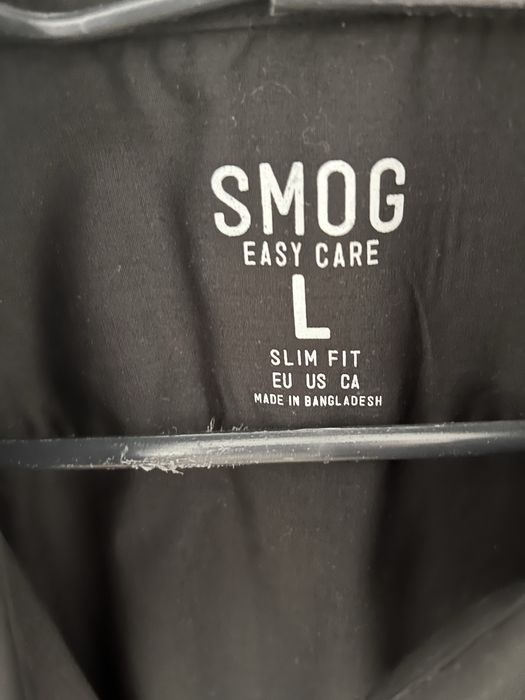 SMOG
EASY CARE
L
SLIM FIT
EU US CA
MADE IN BANGLADESH